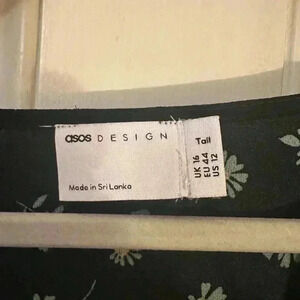 asos DESIGN
Made in Sri Lanka
Tall
UK 16
EU 44
US 12